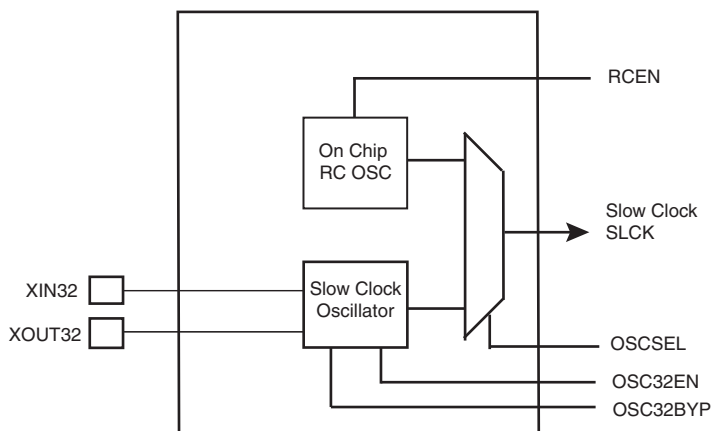 RCEN
On Chip
RC OSC
Slow Clock
SLCK
XIN32
Slow Clock
Oscillator
XOUT32
OSCSEL
OSC32EN
OSC32BYP